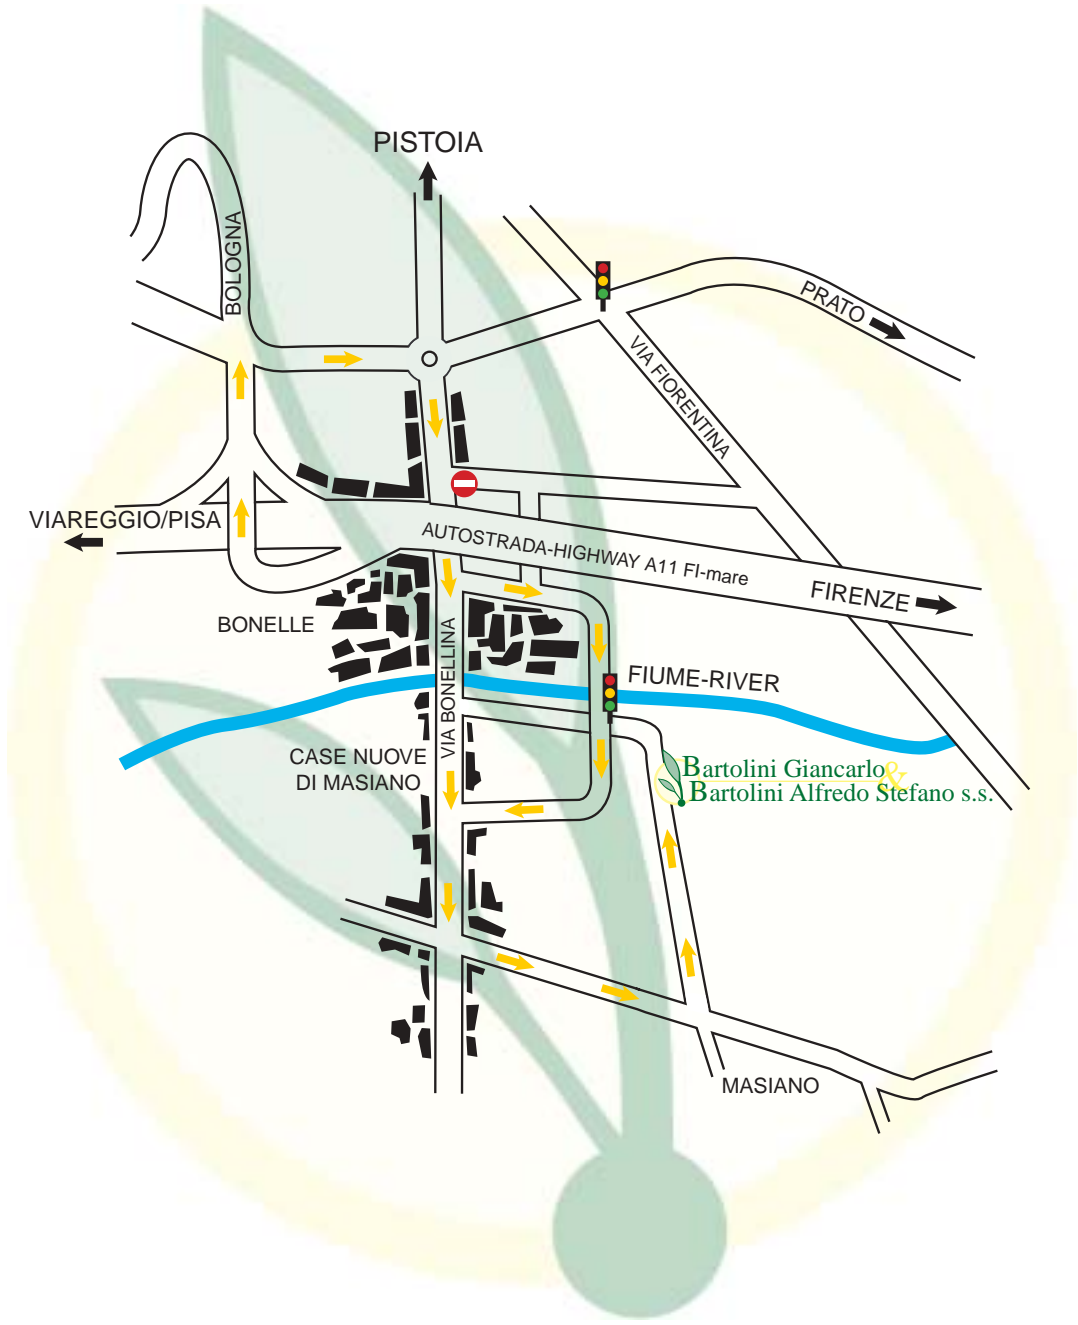 PISTOIA
BOLOGNA
PRATO
VIA FIORENTINA
VIAREGGIO/PISA
AUTOSTRADA-HIGHWAY A11 FI-mare
FIRENZE
BONELLE
VIA BONELLINA
FIUME-RIVER
CASE NUOVE
DI MASIANO
Bartolini Giancarlo &
Bartolini Alfredo Stefano s.s.
MASIANO